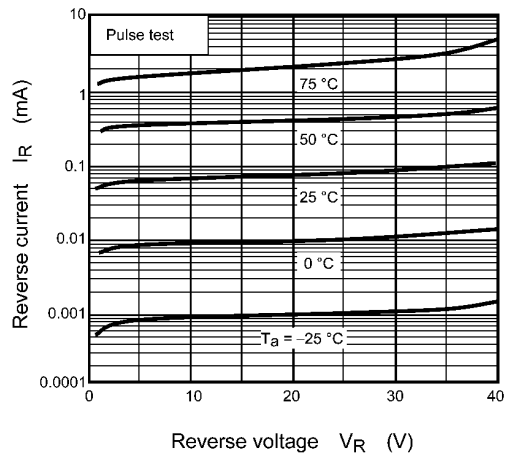 10
Pulse test
75 °C
1
50 °C
0.1
25 °C
0.01
0 °C
0.001
Ta = −25 °C
0.0001
0 10 20 30 40
Reverse current IR (mA)
Reverse voltage VR (V)